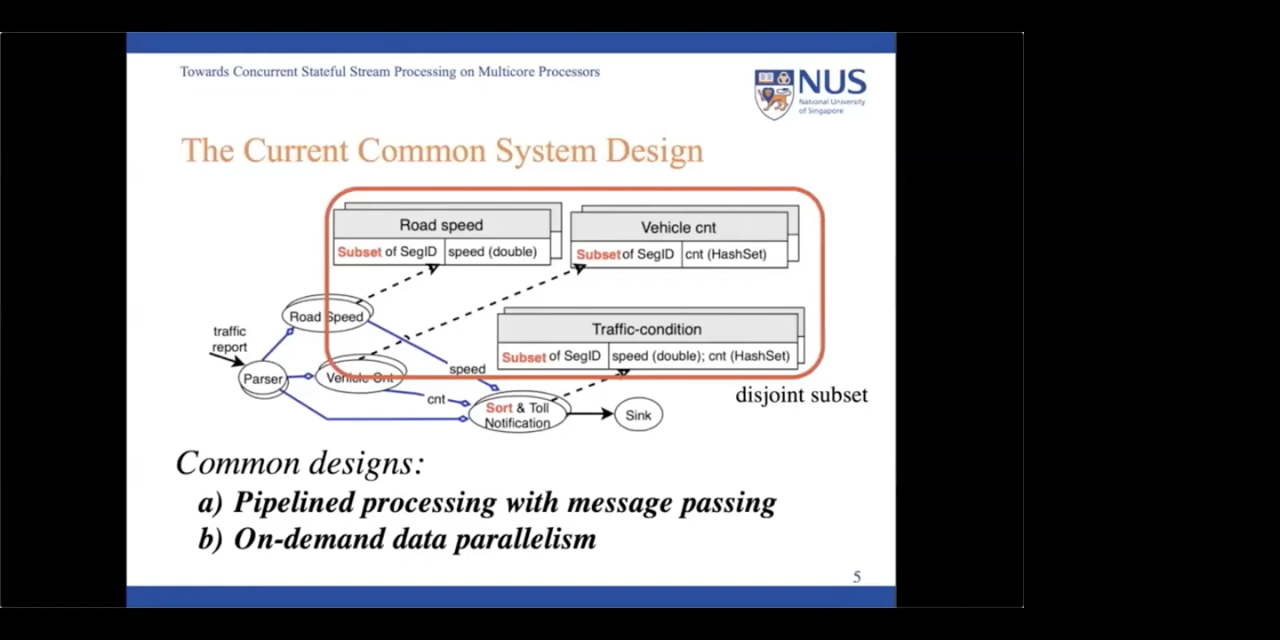 Towards Concurrent Stateful Stream Processing on Multicore Processors
NUS
National University
of Singapore
The Current Common System Design
Road speed
Subset of SegID
speed (double)
Vehicle cnt
Subset of SegID
cnt (HashSet)
Road Speed
traffic
report
Traffic-condition
Subset of SegID
speed (double); cnt (HashSet)
Parser
Vehicle Cnt
speed
disjoint subset
cnt
Sort & Toll
Notification
Sink
Common designs:
a) Pipelined processing with message passing
b) On-demand data parallelism
5